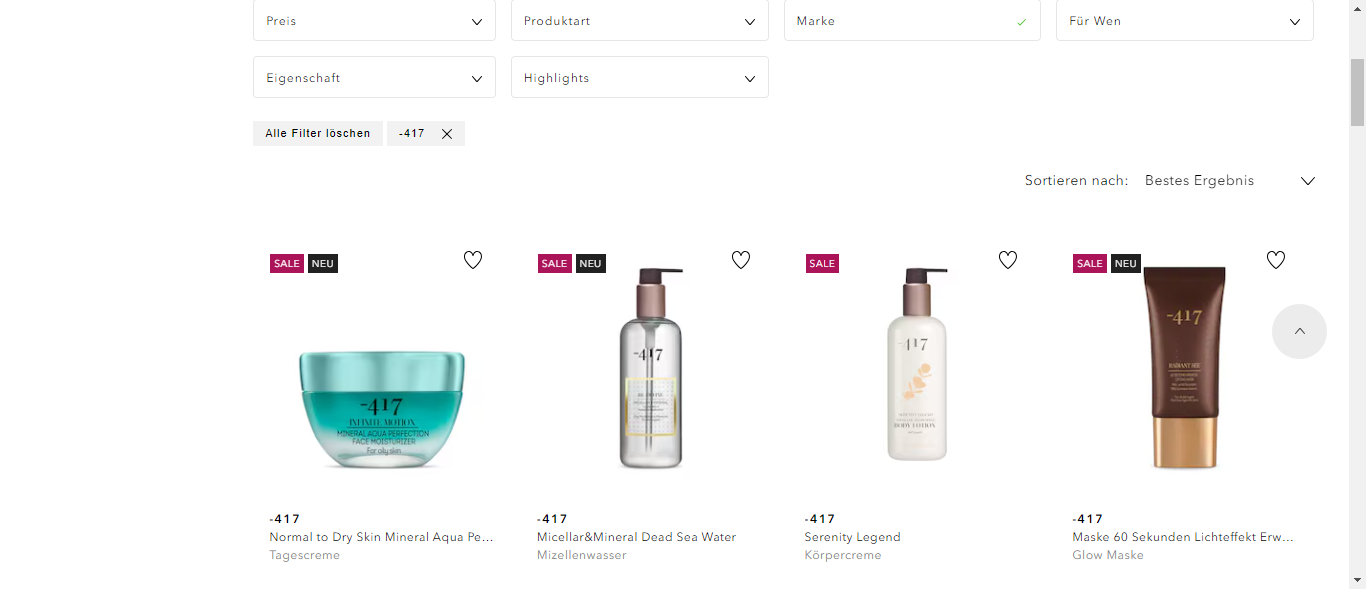 Preis
Produktart
Marke
Für Wen
Eigenschaft
Highlights
Alle Filter löschen
-417
Sortieren nach: Bestes Ergebnis
SALE NEU
SALE NEU
SALE
SALE NEU
-417
INFINITE MOTION
MINERAL AQUA PERFECTION
FACE MOISTURIZER
For oily skin
-417
-417
BODY LOTION
-417
RADIANT SEE
-417
Normal to Dry Skin Mineral Aqua Pe...
Tagescreme
-417
Micellar&Mineral Dead Sea Water
Mizellenwasser
-417
Serenity Legend
Körpercreme
-417
Maske 60 Sekunden Lichteffekt Erw...
Glow Maske